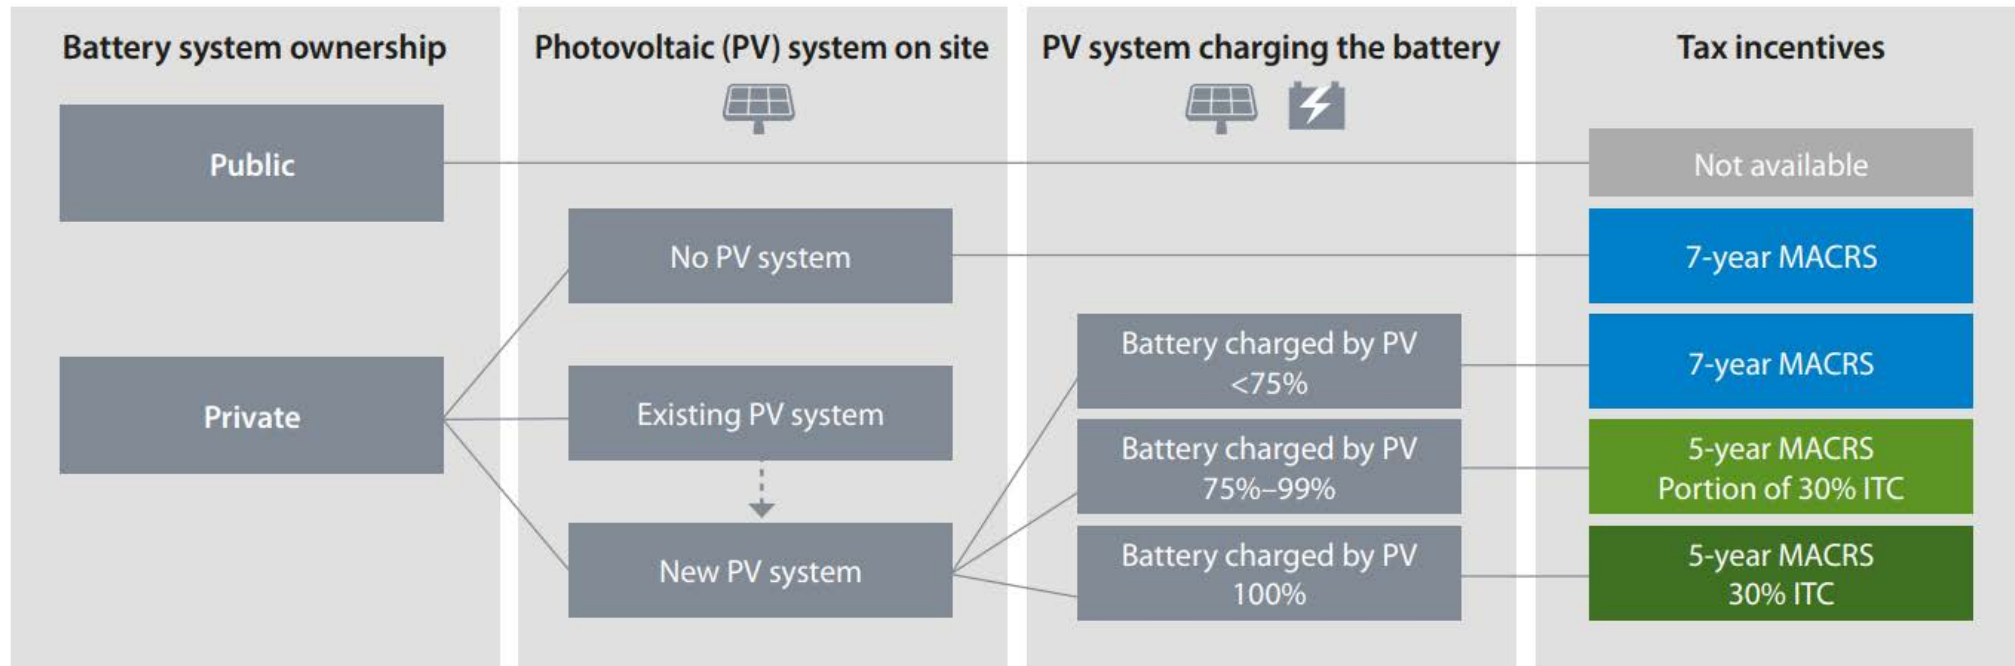 Battery system ownership
Photovoltaic (PV) system on site
PV system charging the battery
Tax incentives
Public
Not available
No PV system
7-year MACRS
Private
Existing PV system
New PV system
Battery charged by PV
<75%
7-year MACRS
Battery charged by PV
75%–99%
5-year MACRS
Portion of 30% ITC
Battery charged by PV
100%
5-year MACRS
30% ITC